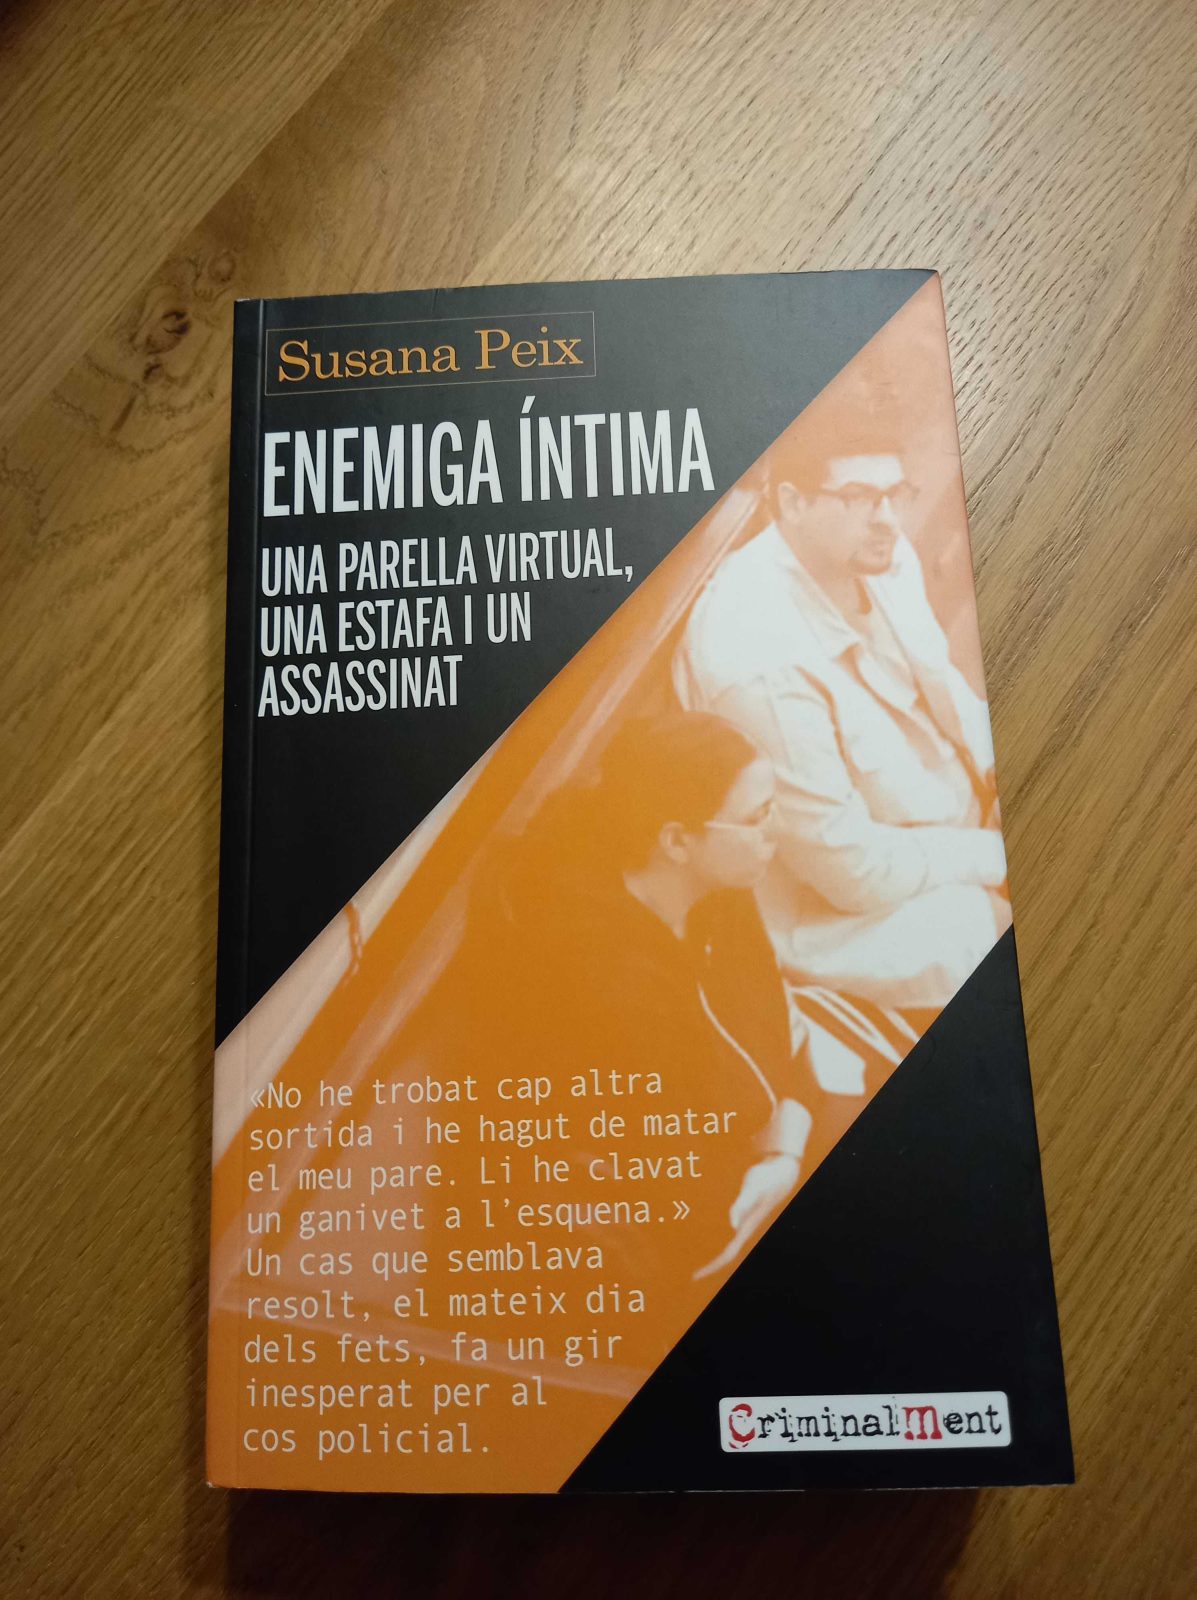 Susana Peix
ENEMIGA ÍNTIMA
UNA PARELLA VIRTUAL,
UNA ESTAFA I UN
ASSASSINAT
«No he trobat cap altra
sortida i he hagut de matar
el meu pare. Li he clavat
un ganivet a l'esquena.»
Un cas que semblava
resolt, el mateix dia
dels fets, fa un gir
inesperat per al
cos policial.
CriminalMent